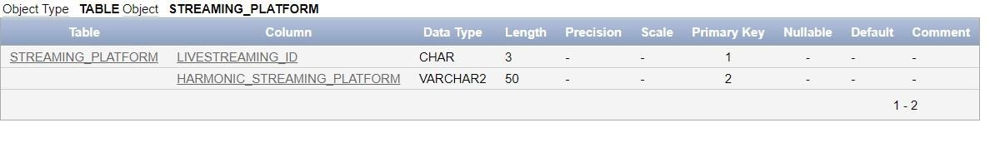 Object Type TABLE Object STREAMING_PLATFORM
Table Column Data Type Length Precision Scale Primary Key Nullable Default Comment
STREAMING_PLATFORM LIVESTREAMING_ID CHAR 3 - - 1 - - -
HARMONIC_STREAMING_PLATFORM VARCHAR2 50 - - 2 - - -
1 - 2